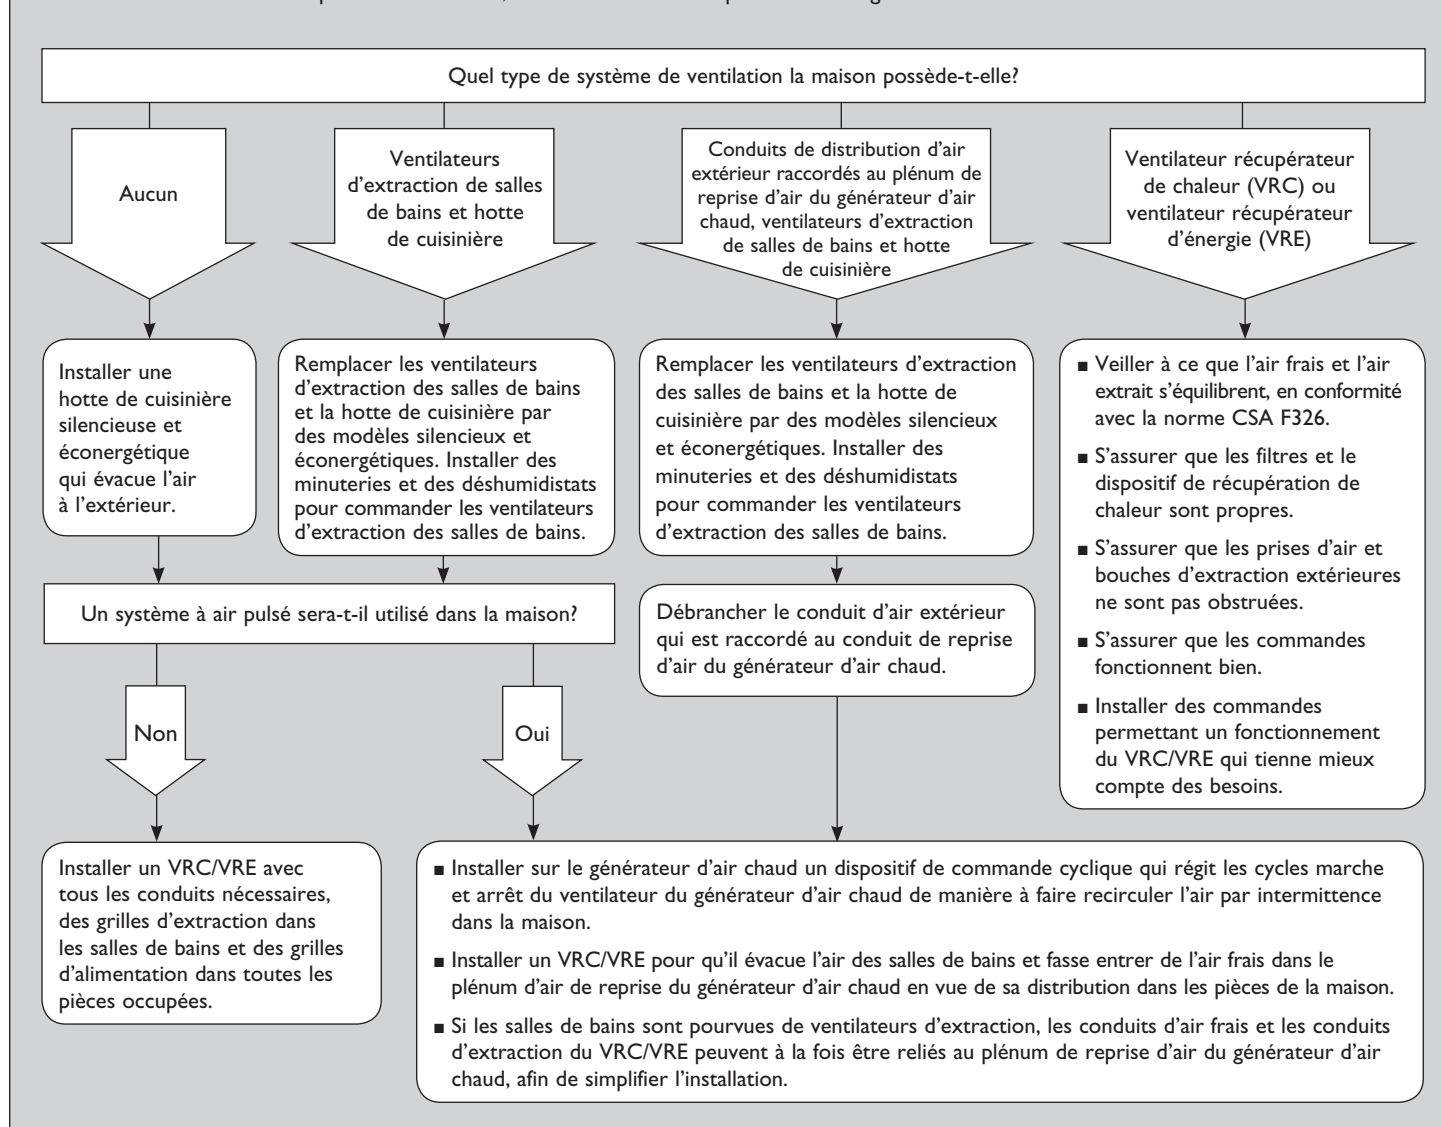 Quel type de système de ventilation la maison possède-t-elle?
Aucun
Ventilateurs
d'extraction de salles
de bains et hotte
de cuisinière
Conduits de distribution d'air
extérieur raccordés au plénum de
reprise d'air du générateur d'air
chaud, ventilateurs d'extraction
de salles de bains et hotte
de cuisinière
Ventilateur récupérateur
de chaleur (VRC) ou
ventilateur récupérateur
d'énergie (VRE)
Installer une
hotte de cuisinière
silencieuse et
éconergétique
qui évacue l'air
à l'extérieur.
Remplacer les ventilateurs
d'extraction des salles de bains
et la hotte de cuisinière par
des modèles silencieux et
éconergétiques. Installer des
minuteries et des déshumidistats
pour commander les ventilateurs
d'extraction des salles de bains.
Remplacer les ventilateurs d'extraction
des salles de bains et la hotte de
cuisinière par des modèles silencieux
et éconergétiques. Installer des
minuteries et des déshumidistats
pour commander les ventilateurs
d'extraction des salles de bains.
■ Veiller à ce que l'air frais et l'air
extrait s'équilibrent, en conformité
avec la norme CSA F326.
■ S'assurer que les filtres et le
dispositif de récupération de
chaleur sont propres.
■ S'assurer que les prises d'air et
bouches d'extraction extérieures
ne sont pas obstruées.
■ S'assurer que les commandes
fonctionnent bien.
■ Installer des commandes
permettant un fonctionnement
du VRC/VRE qui tienne mieux
compte des besoins.
Un système à air pulsé sera-t-il utilisé dans la maison?
Débrancher le conduit d'air extérieur
qui est raccordé au conduit de reprise
d'air du générateur d'air chaud.
Non
Oui
Installer un VRC/VRE avec
tous les conduits nécessaires,
des grilles d'extraction dans
les salles de bains et des grilles
d'alimentation dans toutes les
pièces occupées.
■ Installer sur le générateur d'air chaud un dispositif de commande cyclique qui régit les cycles marche
et arrêt du ventilateur du générateur d'air chaud de manière à faire recirculer l'air par intermittence
dans la maison.
■ Installer un VRC/VRE pour qu'il évacue l'air des salles de bains et fasse entrer de l'air frais dans le
plénum d'air de reprise du générateur d'air chaud en vue de sa distribution dans les pièces de la maison.
■ Si les salles de bains sont pourvues de ventilateurs d'extraction, les conduits d'air frais et les conduits
d'extraction du VRC/VRE peuvent à la fois être reliés au plénum de reprise d'air du générateur d'air
chaud, afin de simplifier l'installation.